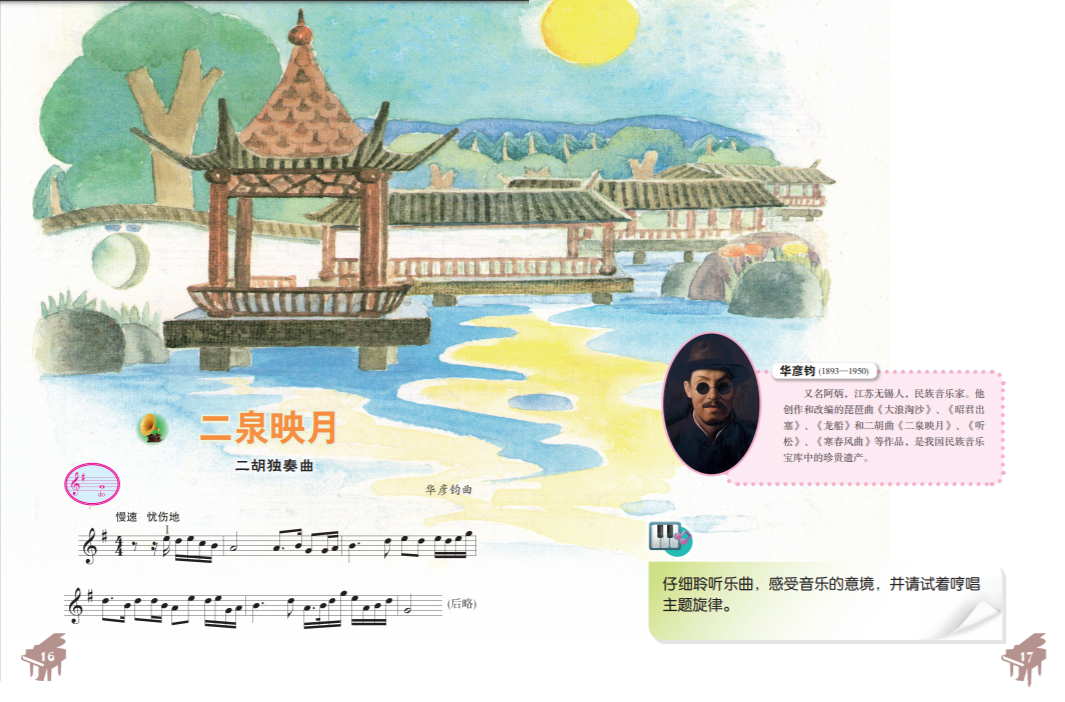 二泉映月
二胡独奏曲
华彦钧曲
do
慢速 忧伤地
(后略)
16
华彦钧 (1893—1950)
又名阿炳，江苏无锡人，民族音乐家。他
创作和改编的琵琶曲《大浪淘沙》、《昭君出
塞》、《龙船》和二胡曲《二泉映月》、《听
松》、《寒春风曲》等作品，是我国民族音乐
宝库中的珍贵遗产。
仔细聆听乐曲，感受音乐的意境，并请试着哼唱
主题旋律。
17